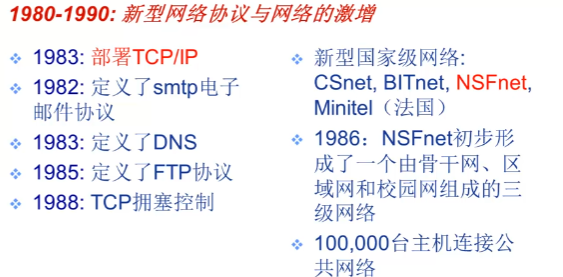 1980-1990: 新型网络协议与网络的激增
1983: 部署TCP/IP
1982: 定义了smtp电子
邮件协议
1983: 定义了DNS
1985: 定义了FTP协议
1988: TCP拥塞控制
新型国家级网络:
CSnet, BITnet, NSFnet,
Minitel（法国）
1986：NSFnet初步形
成了一个由骨干网、区
域网和校园网组成的三
级网络
100,000台主机连接公
共网络